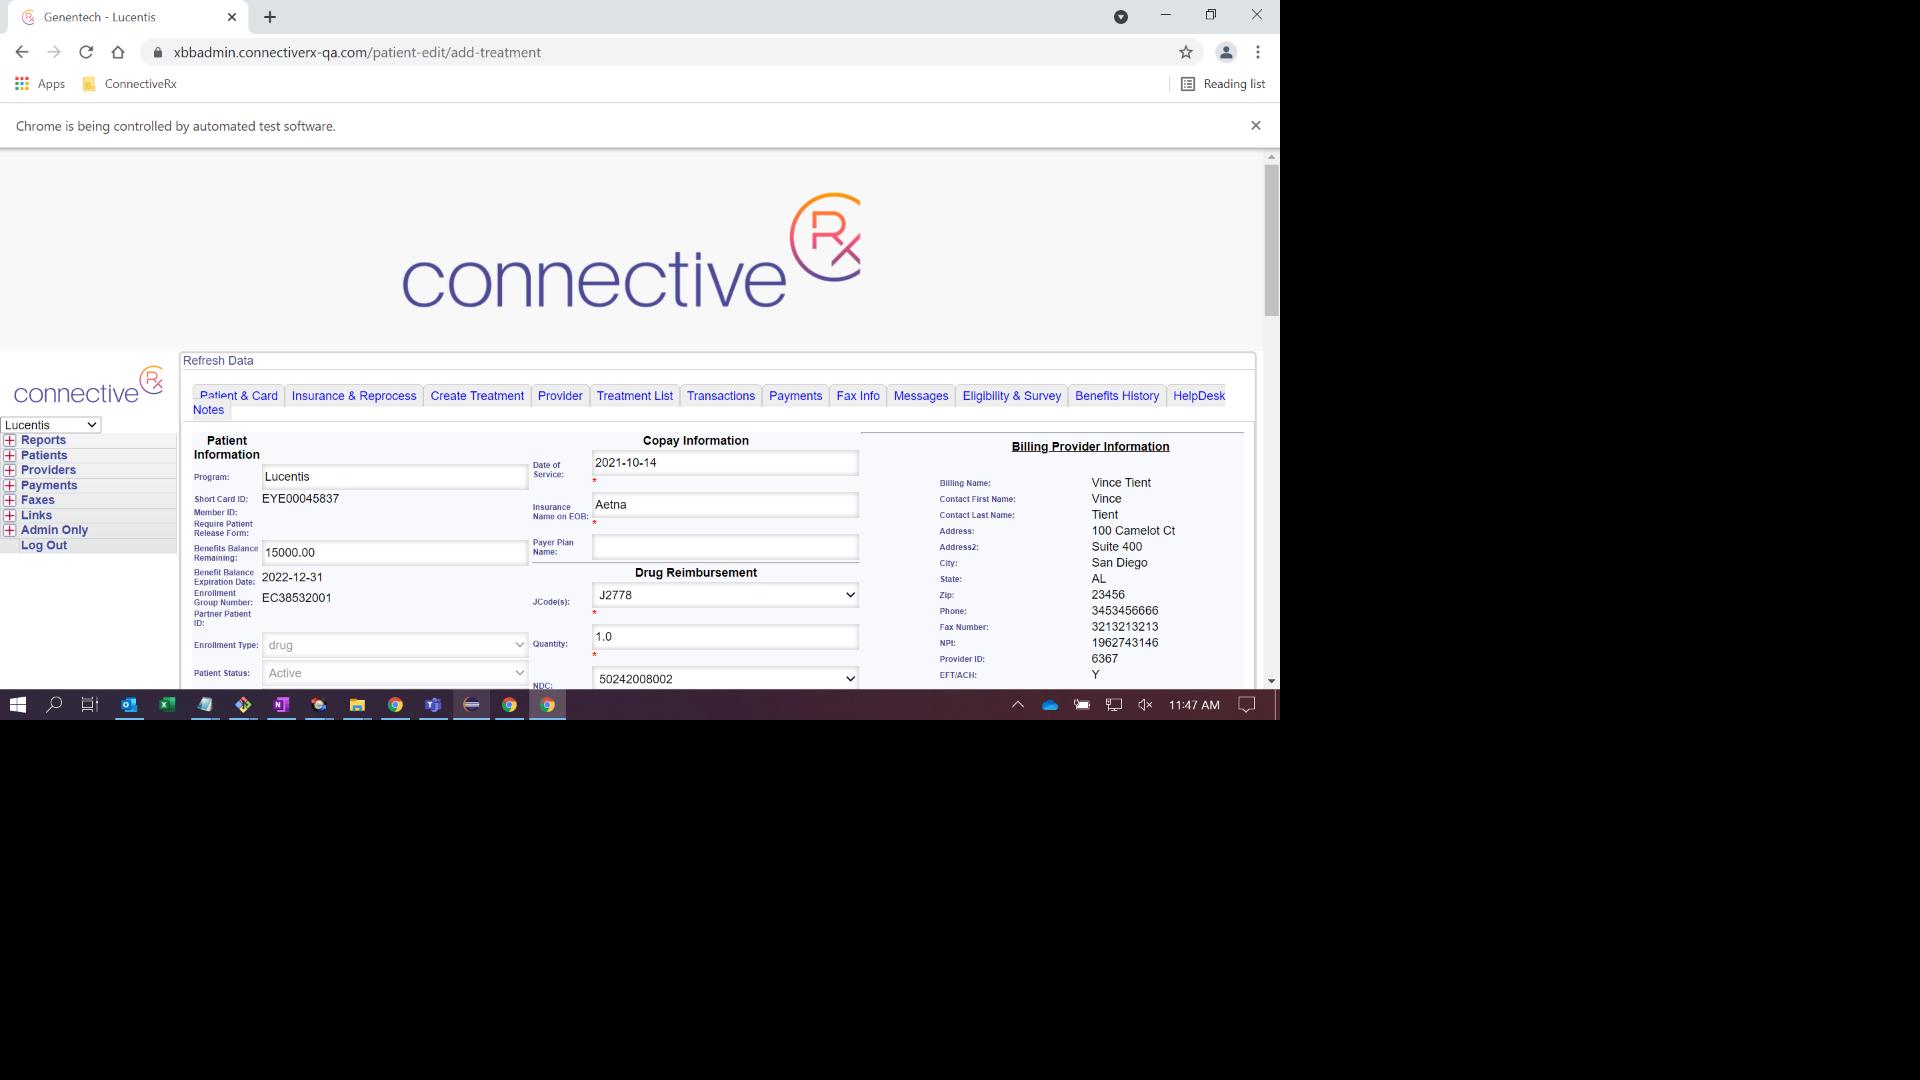 Genentech - Lucentis
xbbadmin.connectiverx-qa.com/patient-edit/add-treatment
Apps
ConnectiveRx
Reading list
Chrome is being controlled by automated test software.
connective Rx
Refresh Data
connective Rx
Patient & Card
Insurance & Reprocess
Create Treatment
Provider
Treatment List
Transactions
Payments
Fax Info
Messages
Eligibility & Survey
Benefits History
HelpDesk
Notes
Lucentis
Reports
Patients
Providers
Payments
Faxes
Links
Admin Only
Log Out
Patient
Information
Program: Lucentis
Short Card ID: EYE00045837
Member ID:
Require Patient
Release Form:
Benefits Balance
Remaining: 15000.00
Benefit Balance
Expiration Date: 2022-12-31
Enrollment
Group Number: EC38532001
Partner Patient
ID:
Enrollment Type: drug
Patient Status: Active
Copay Information
Date of
Service: 2021-10-14
*
Insurance
Name on EOB: Aetna
*
Payer Plan
Name:
Drug Reimbursement
JCode(s): J2778
*
Quantity: 1.0
*
NDC: 50242008002
Billing Provider Information
Billing Name: Vince Tient
Contact First Name: Vince
Contact Last Name: Tient
Address: 100 Camelot Ct
Address2: Suite 400
City: San Diego
State: AL
Zip: 23456
Phone: 3453456666
Fax Number: 3213213213
NPI: 1962743146
Provider ID: 6367
EFT/ACH: Y
11:47 AM